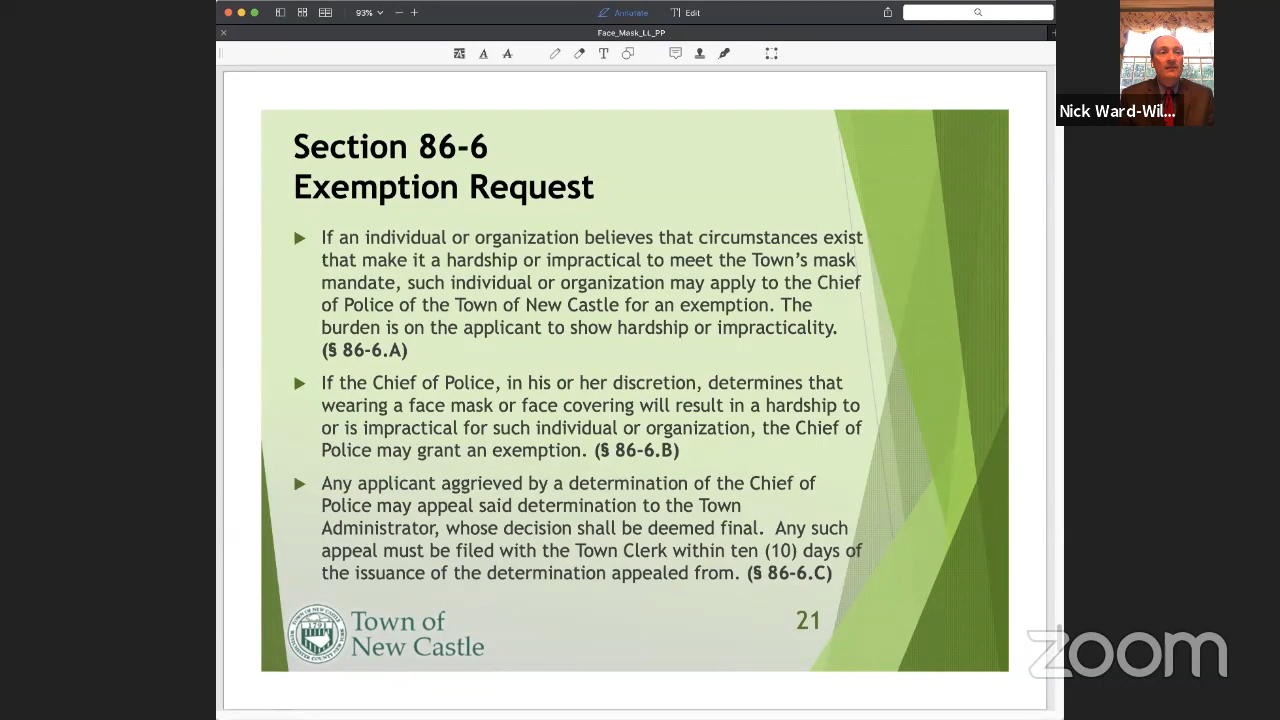 93%
Annotate
Edit
Face_Mask_LL_PP
Nick Ward-Wil...
Section 86-6
Exemption Request
If an individual or organization believes that circumstances exist
that make it a hardship or impractical to meet the Town's mask
mandate, such individual or organization may apply to the Chief
of Police of the Town of New Castle for an exemption. The
burden is on the applicant to show hardship or impracticality.
(§ 86-6.A)
If the Chief of Police, in his or her discretion, determines that
wearing a face mask or face covering will result in a hardship to
or is impractical for such individual or organization, the Chief of
Police may grant an exemption. (§ 86-6.B)
Any applicant aggrieved by a determination of the Chief of
Police may appeal said determination to the Town
Administrator, whose decision shall be deemed final.  Any such
appeal must be filed with the Town Clerk within ten (10) days of
the issuance of the determination appealed from. (§ 86-6.C)
1791
Town of
New Castle
21
zoom